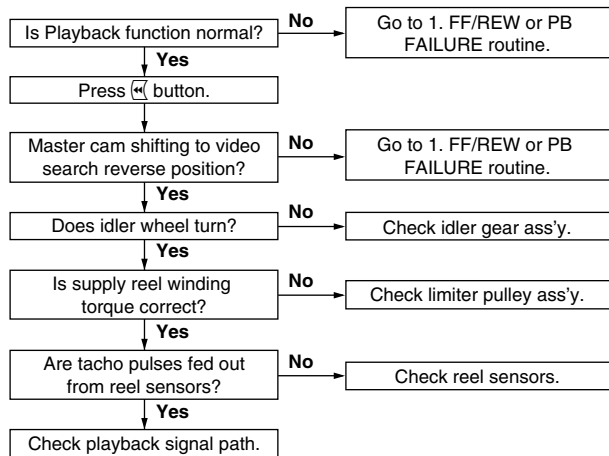 Is Playback function normal?
No
Go to 1. FF/REW or PB
FAILURE routine.
Yes
Press button.
Master cam shifting to video
search reverse position?
No
Go to 1. FF/REW or PB
FAILURE routine.
Yes
Does idler wheel turn?
No
Check idler gear ass'y.
Yes
Is supply reel winding
torque correct?
No
Check limiter pulley ass'y.
Yes
Are tacho pulses fed out
from reel sensors?
No
Check reel sensors.
Yes
Check playback signal path.